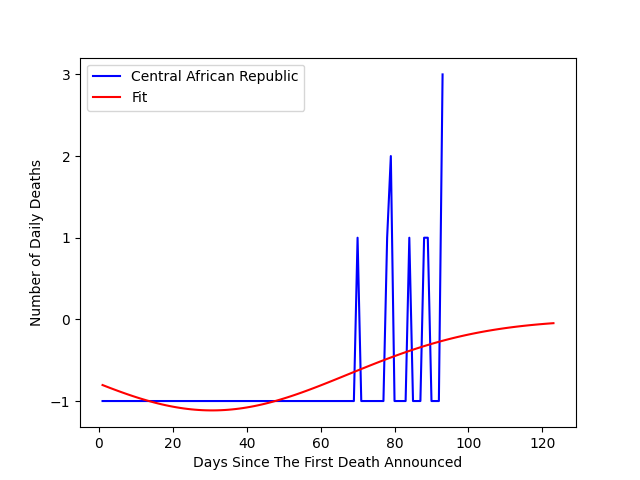 Central African Republic
Fit
Number of Daily Deaths
3
2
1
0
−1
0 20 40 60 80 100 120
Days Since The First Death Announced